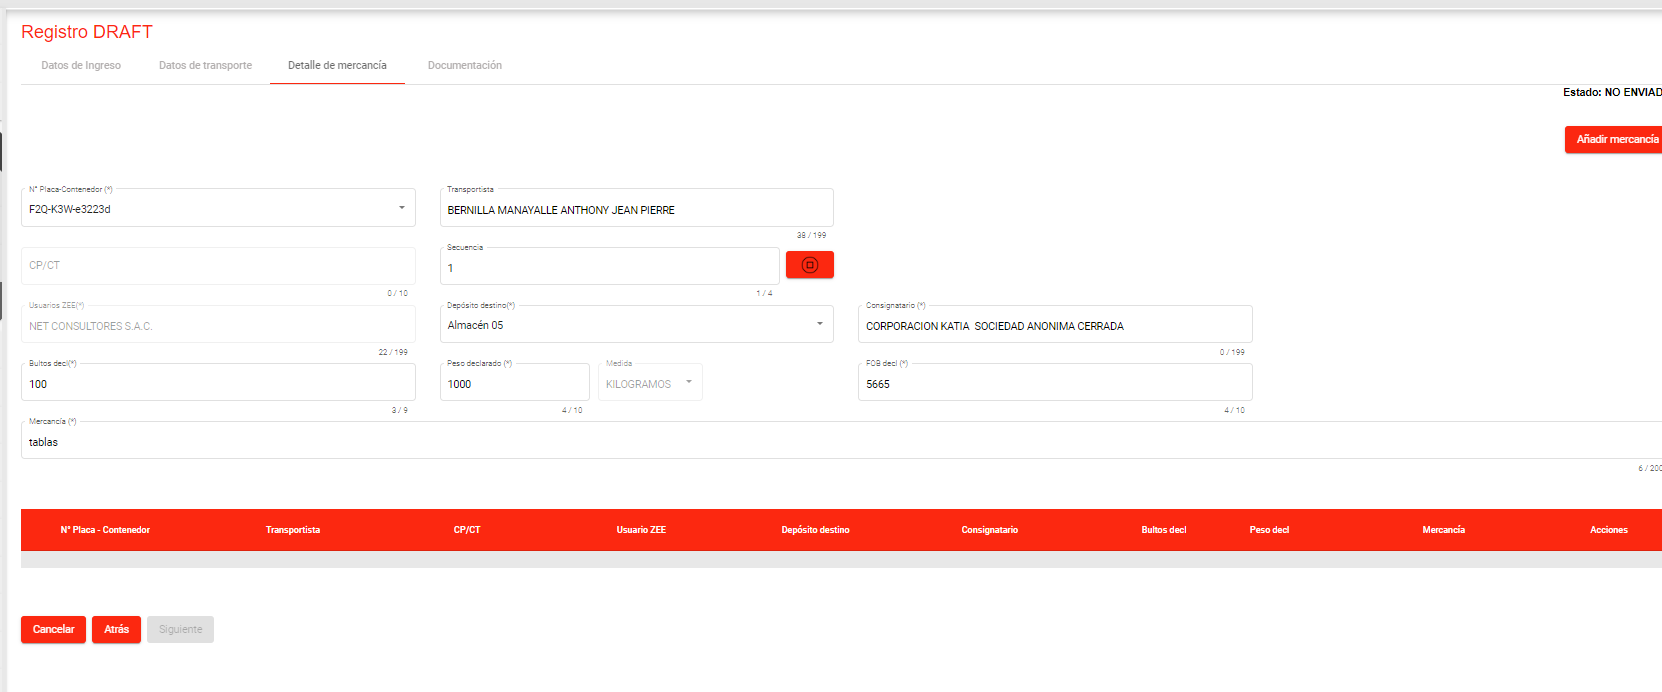 Registro DRAFT
Datos de Ingreso Datos de transporte Detalle de mercancía Documentación
Estado: NO ENVIAD
Añadir mercancía
N° Placa-Contenedor (*) Transportista
F2Q-K3W-e3223d BERNILLA MANAYALLE ANTHONY JEAN PIERRE
38 / 199
Secuencia
CP/CT 1
0 / 10 1 / 4
Usuarios ZEE(*) Depósito destino(*) Consignatario (*)
NET CONSULTORES S.A.C. Almacén 05 CORPORACION KATIA SOCIEDAD ANONIMA CERRADA
22 / 199 0 / 199
Bultos decl(*) Peso declarado (*) Medida FOB decl (*)
100 1000 KILOGRAMOS 5665
3 / 9 4 / 10 4 / 10
Mercancía (*)
tablas
6 / 200
N° Placa - Contenedor Transportista CP/CT Usuario ZEE Depósito destino Consignatario Bultos decl Peso decl Mercancía Acciones
Cancelar Atrás Siguiente